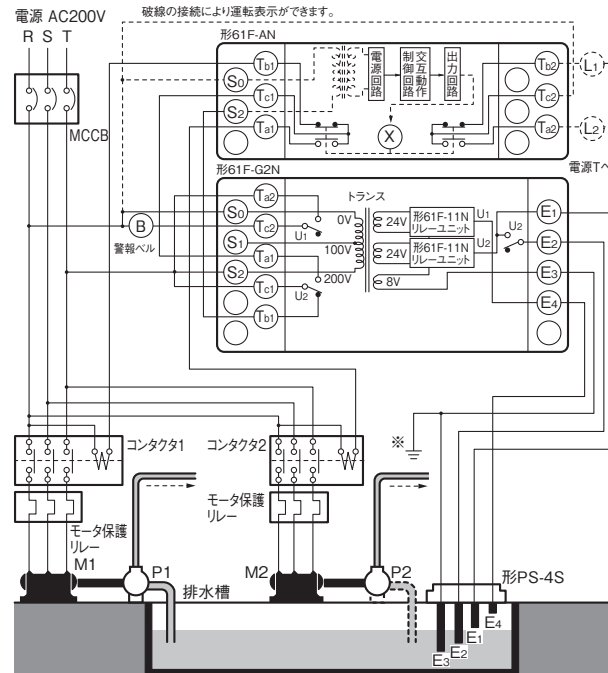 電源 AC200V
R S T
破線の接続により運転表示ができます。
形61F-AN
MCCB
Tb1
S0
Tc1
S2
Ta1
電源回路
交互動作
制御回路
出力回路
X
Tb2
Tc2
Ta2
L1
L2
電源Tへ
形61F-G2N
Ta2
S0
Tc2
S1
Ta1
S2
Tc1
Tb1
B
警報ベル
U1
U2
トランス
0V
100V
200V
24V
24V
8V
形61F-11N
リレーユニット
U1
形61F-11N
リレーユニット
U2
U2
E1
E2
E3
E4
コンタクタ1
コンタクタ2
※
モータ保護
リレー
モータ保護
リレー
M1
P1
排水槽
M2
P2
形PS-4S
E4
E1
E2
E3